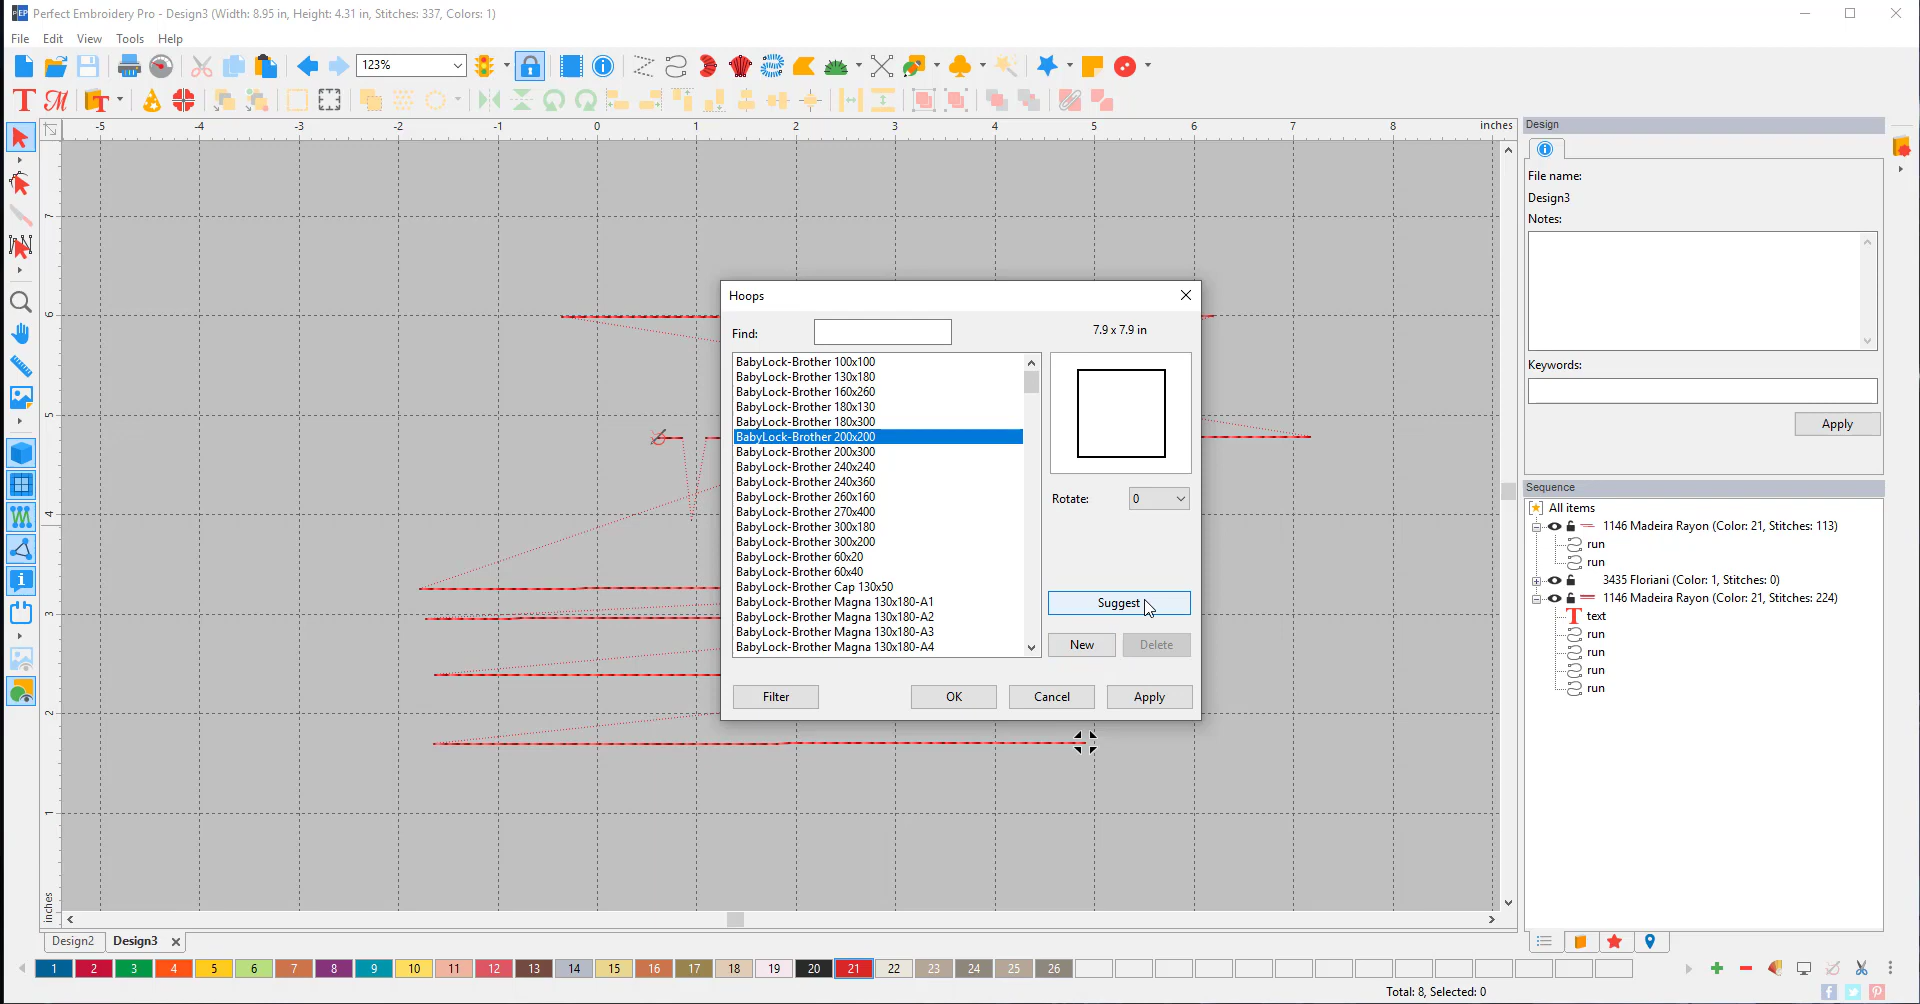 PEP Perfect Embroidery Pro - Design3 (Width: 8.95 in, Height: 4.31 in, Stitches: 337, Colors: 1)
File Edit View Tools Help
123%
T M T
-5 -4 -3 -2 -1 0 1 2 3 4 5 6 7 8 inches
7
6
5
4
3
2
1
inches
Hoops
Find:
7.9 x 7.9 in
BabyLock-Brother 100x100
BabyLock-Brother 130x180
BabyLock-Brother 160x260
BabyLock-Brother 180x130
BabyLock-Brother 180x300
BabyLock-Brother 200x200
BabyLock-Brother 200x300
BabyLock-Brother 240x240
BabyLock-Brother 240x360
BabyLock-Brother 260x160
BabyLock-Brother 270x400
BabyLock-Brother 300x180
BabyLock-Brother 300x200
BabyLock-Brother 60x20
BabyLock-Brother 60x40
BabyLock-Brother Cap 130x50
BabyLock-Brother Magna 130x180-A1
BabyLock-Brother Magna 130x180-A2
BabyLock-Brother Magna 130x180-A3
BabyLock-Brother Magna 130x180-A4
Rotate: 0
Suggest
New Delete
Filter OK Cancel Apply
Design
File name:
Design3
Notes:
Keywords:
Apply
Sequence
All items
1146 Madeira Rayon (Color: 21, Stitches: 113)
run
run
3435 Floriani (Color: 1, Stitches: 0)
1146 Madeira Rayon (Color: 21, Stitches: 224)
T text
run
run
run
run
Design2 Design3
1 2 3 4 5 6 7 8 9 10 11 12 13 14 15 16 17 18 19 20 21 22 23 24 25 26
Total: 8, Selected: 0